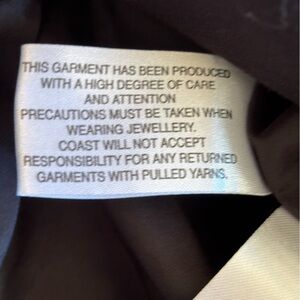 THIS GARMENT HAS BEEN PRODUCED
WITH A HIGH DEGREE OF CARE
AND ATTENTION
PRECAUTIONS MUST BE TAKEN WHEN
WEARING JEWELLERY.
COAST WILL NOT ACCEPT
RESPONSIBILITY FOR ANY RETURNED
GARMENTS WITH PULLED YARNS.